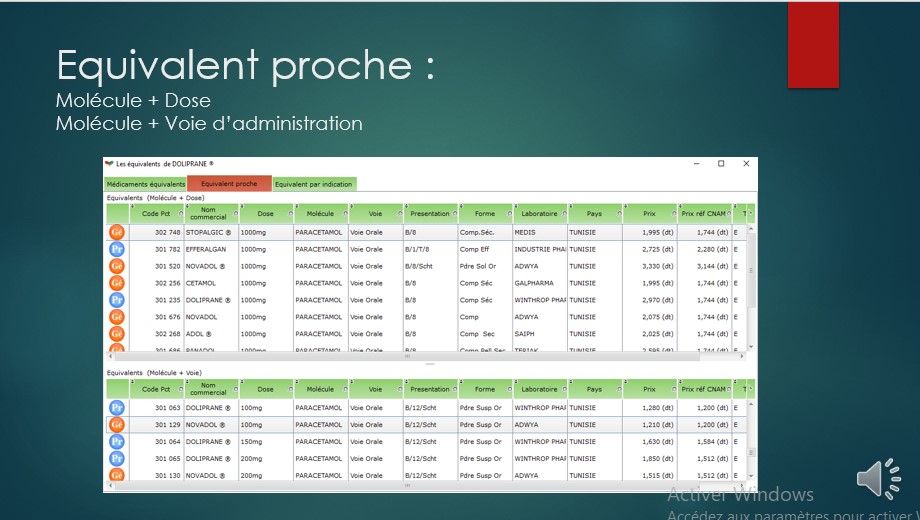 Equivalent proche :
Molécule + Dose
Molécule + Voie d'administration
Les équivalents de DOLIPRANE ®
Médicaments équivalents Equivalent proche Equivalent par indication
Equivalents (Molécule + Dose)
Code Pct Nom commercial Dose Molécule Voie Presentation Forme Laboratoire Pays Prix Prix réf CNAM T
Gé 302 748 STOPALGIC ® 1000mg PARACETAMOL Voie Orale B/8 Comp.Séc. MEDIS TUNISIE 1,995 (dt) 1,744 (dt) E
Pr 301 782 EFFERALGAN 1000mg PARACETAMOL Voie Orale B/1/T/8 Comp Eff INDUSTRIE PHA TUNISIE 2,725 (dt) 2,280 (dt) E
Gé 301 520 NOVADOL ® 1000mg PARACETAMOL Voie Orale B/8/Scht Pdre Sol Or ADWYA TUNISIE 3,330 (dt) 3,144 (dt) E
Gé 302 256 CETAMOL 1000mg PARACETAMOL Voie Orale B/8 Comp Séc GALPHARMA TUNISIE 1,995 (dt) 1,744 (dt) E
Pr 301 235 DOLIPRANE ® 1000mg PARACETAMOL Voie Orale B/8 Comp Séc WINTHROP PHAR TUNISIE 2,970 (dt) 1,744 (dt) E
Gé 301 676 NOVADOL 1000mg PARACETAMOL Voie Orale B/8 Comp ADWYA TUNISIE 2,075 (dt) 1,744 (dt) E
Gé 302 268 ADOL ® 1000mg PARACETAMOL Voie Orale B/8 Comp Sec SAIPH TUNISIE 2,025 (dt) 1,744 (dt) E
Gé 301 686 PANADOL 1000mg PARACETAMOL Voie Orale B/8 Comp Pell Sec TERIAK TUNISIE 2,595 (dt) 1,744 (dt) E
Equivalents (Molécule + Voie)
Code Pct Nom commercial Dose Molécule Voie Presentation Forme Laboratoire Pays Prix Prix réf CNAM T
Pr 301 063 DOLIPRANE ® 100mg PARACETAMOL Voie Orale B/12/Scht Pdre Susp Or WINTHROP PHAR TUNISIE 1,280 (dt) 1,200 (dt) E
Gé 301 129 NOVADOL ® 100mg PARACETAMOL Voie Orale B/12/Scht Pdre Susp Or ADWYA TUNISIE 1,210 (dt) 1,200 (dt) E
Pr 301 064 DOLIPRANE ® 150mg PARACETAMOL Voie Orale B/12/Scht Pdre Susp Or WINTHROP PHAR TUNISIE 1,630 (dt) 1,584 (dt) E
Pr 301 065 DOLIPRANE ® 200mg PARACETAMOL Voie Orale B/12/Scht Pdre Susp Or WINTHROP PHAR TUNISIE 1,850 (dt) 1,512 (dt) E
Gé 301 130 NOVADOL ® 200mg PARACETAMOL Voie Orale B/12/Scht Pdre Susp Or ADWYA TUNISIE 1,515 (dt) 1,512 (dt) E
Activer Windows
Accédez aux paramètres pour activer